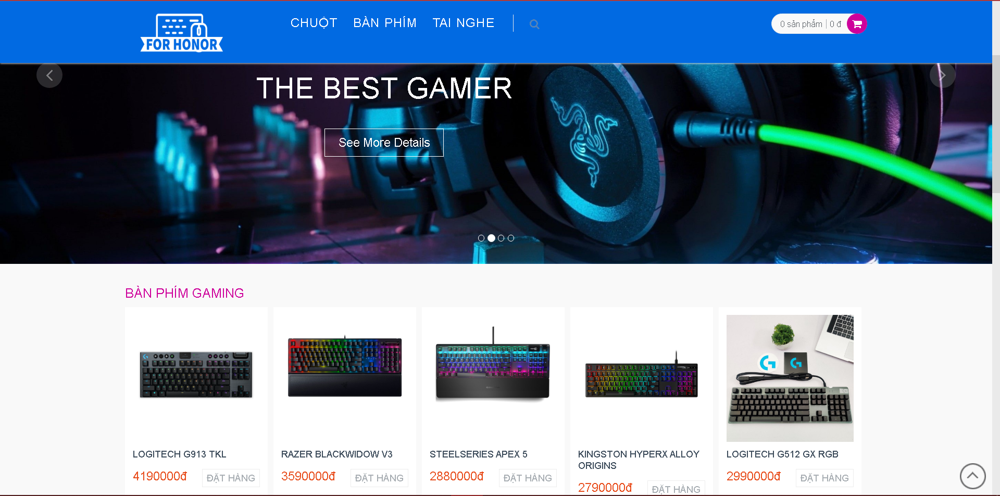 FOR HONOR
CHUỘT BÀN PHÍM TAI NGHE
0 sản phẩm 0 đ
THE BEST GAMER
See More Details
BÀN PHÍM GAMING
LOGITECH G913 TKL
4190000đ ĐẶT HÀNG
RAZER BLACKWIDOW V3
3590000đ ĐẶT HÀNG
STEELSERIES APEX 5
2880000đ ĐẶT HÀNG
KINGSTON HYPERX ALLOY
ORIGINS
2790000đ ĐẶT HÀNG
LOGITECH G512 GX RGB
2990000đ ĐẶT HÀNG